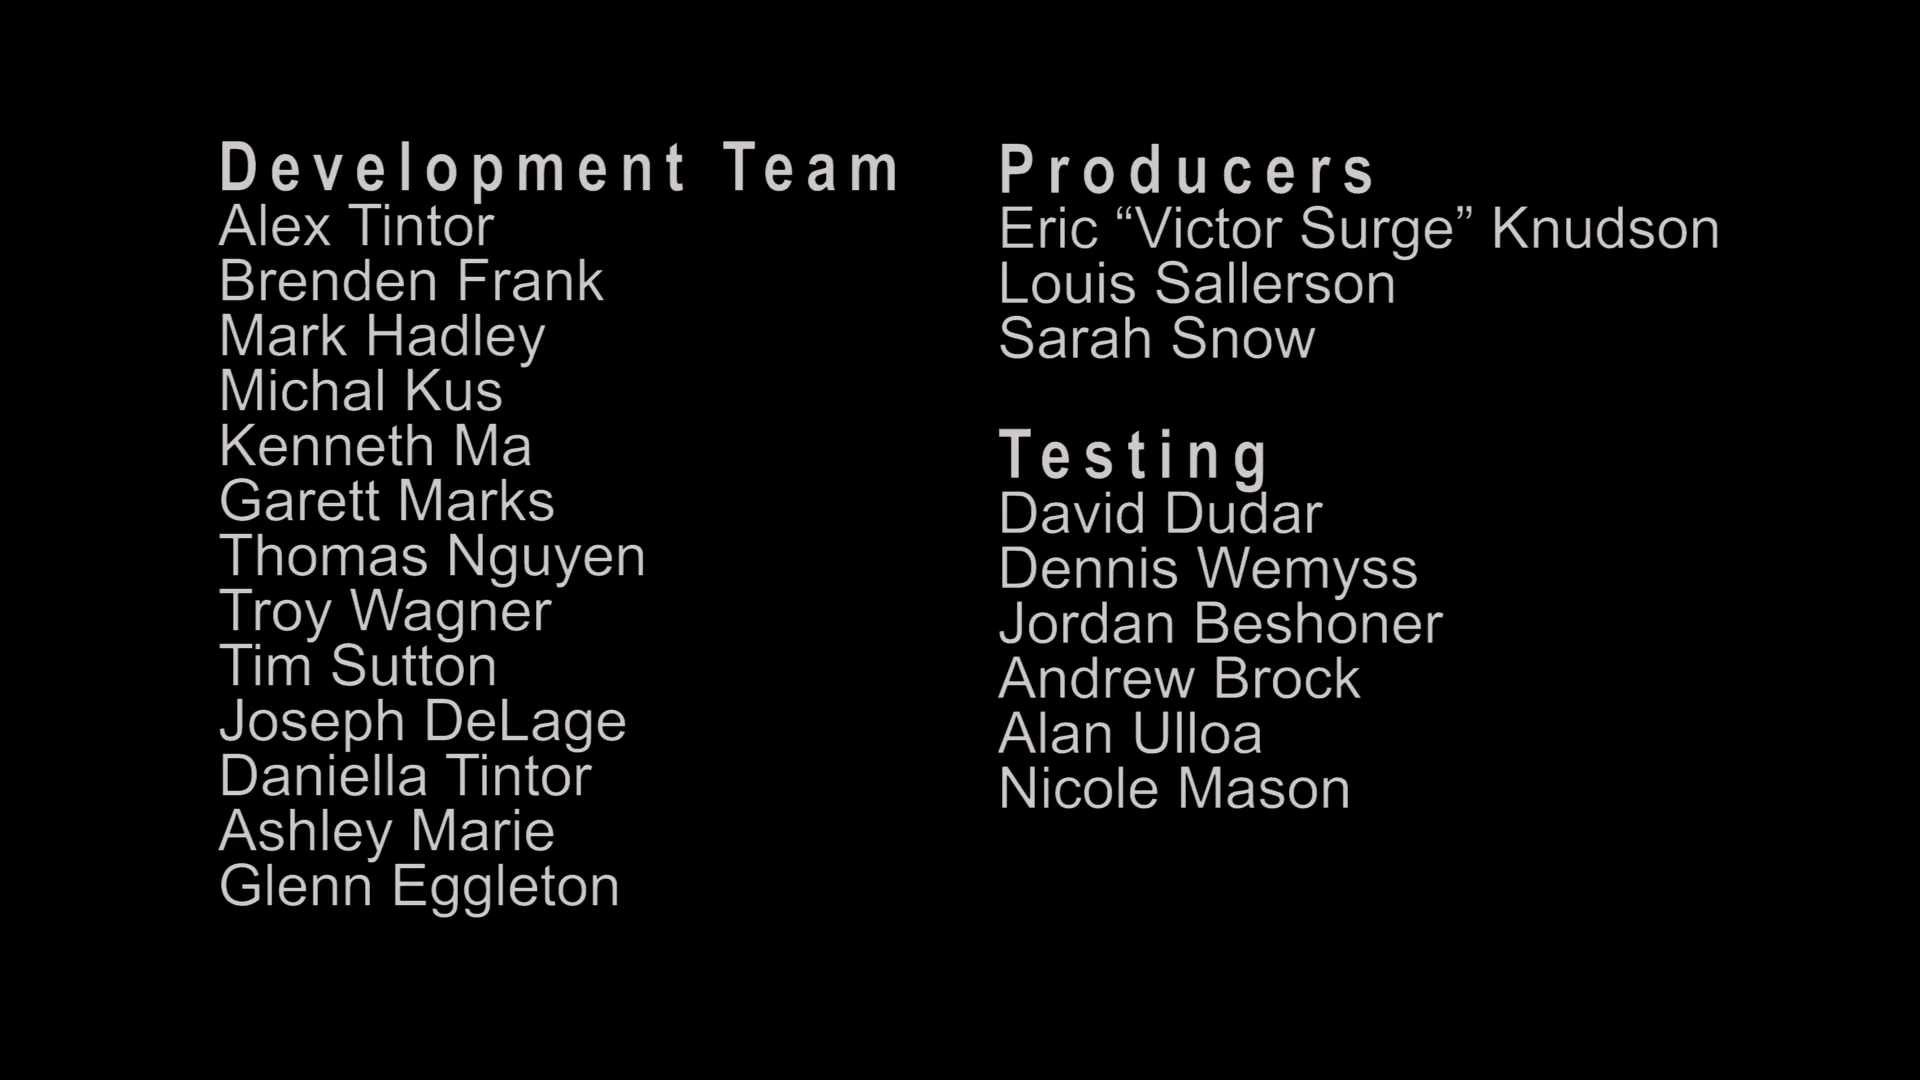 Development Team
Alex Tintor
Brenden Frank
Mark Hadley
Michal Kus
Kenneth Ma
Garett Marks
Thomas Nguyen
Troy Wagner
Tim Sutton
Joseph DeLage
Daniella Tintor
Ashley Marie
Glenn Eggleton
Producers
Eric “Victor Surge” Knudson
Louis Sallerson
Sarah Snow
Testing
David Dudar
Dennis Wemyss
Jordan Beshoner
Andrew Brock
Alan Ulloa
Nicole Mason